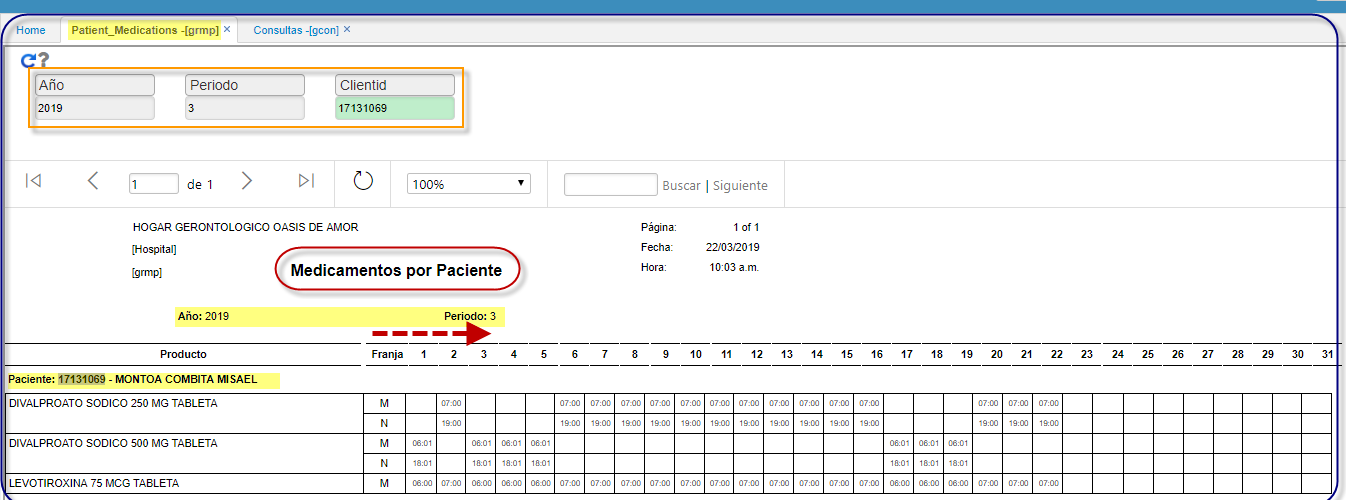 Home Patient_Medications -[grmp] × Consultas -[gcon] ×
?
Año Periodo Clientid
2019 3 17131069
1 de 1 100% Buscar | Siguiente
HOGAR GERONTOLOGICO OASIS DE AMOR Página: 1 of 1
[Hospital] Fecha: 22/03/2019
[grmp] Medicamentos por Paciente Hora: 10:03 a.m.
Año: 2019 Periodo: 3
Producto Franja 1 2 3 4 5 6 7 8 9 10 11 12 13 14 15 16 17 18 19 20 21 22 23 24 25 26 27 28 29 30 31
Paciente: 17131069 - MONTOA COMBITA MISAEL
DIVALPROATO SODICO 250 MG TABLETA M 07:00 07:00 07:00 07:00 07:00 07:00 07:00 07:00 07:00 07:00 07:00 07:00 07:00 07:00 07:00
N 19:00 19:00 19:00 19:00 19:00 19:00 19:00 19:00 19:00 19:00 19:00 19:00 19:00 19:00 19:00
DIVALPROATO SODICO 500 MG TABLETA M 06:01 06:01 06:01 06:01 06:01 06:01 06:01
N 18:01 18:01 18:01 18:01 18:01 18:01 18:01
LEVOTIROXINA 75 MCG TABLETA M 06:00 07:00 06:00 06:00 06:00 07:00 07:00 07:00 07:00 07:00 07:00 07:00 07:00 07:00 07:00 07:00 06:00 06:00 06:00 07:00 07:00 07:00